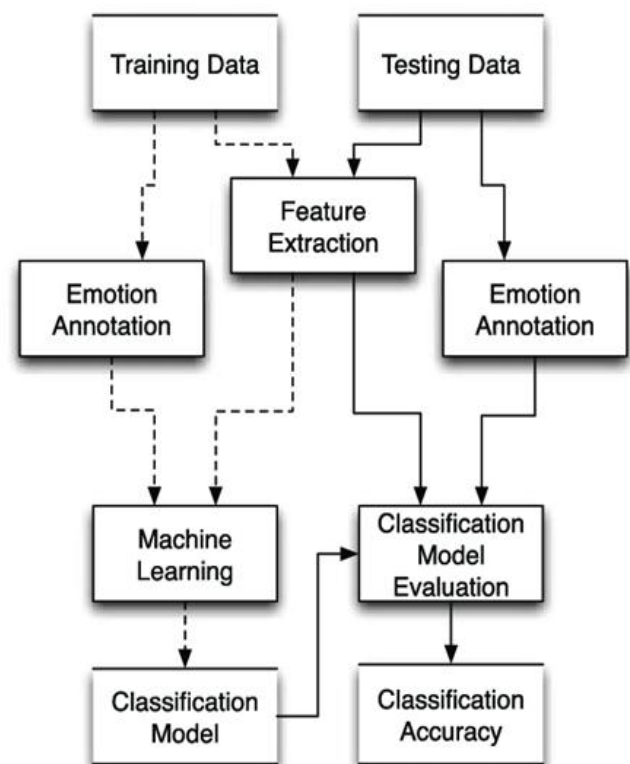 Training Data
Testing Data
Feature
Extraction
Emotion
Annotation
Emotion
Annotation
Machine
Learning
Classification
Model
Evaluation
Classification
Model
Classification
Accuracy